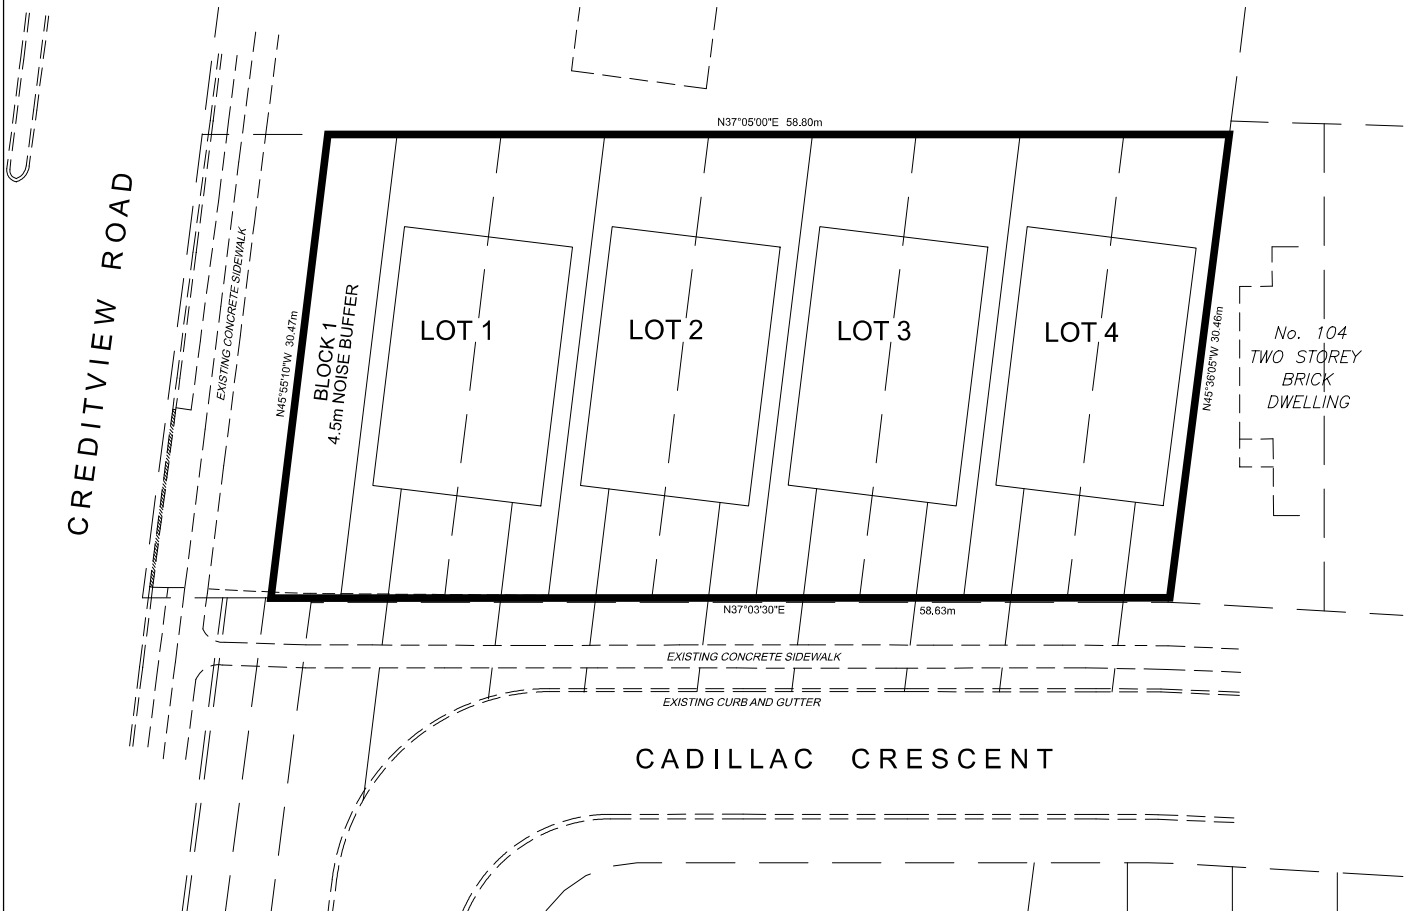 N37°05'00"E 58.80m
CREDITVIEW ROAD
EXISTING CONCRETE SIDEWALK
N45°55'10"W 30.47m
BLOCK 1
4.5m NOISE BUFFER
LOT 1
LOT 2
LOT 3
LOT 4
N45°36'05"W 30.46m
No. 104
TWO STOREY
BRICK
DWELLING
N37°03'30"E 58.63m
EXISTING CONCRETE SIDEWALK
EXISTING CURB AND GUTTER
CADILLAC CRESCENT